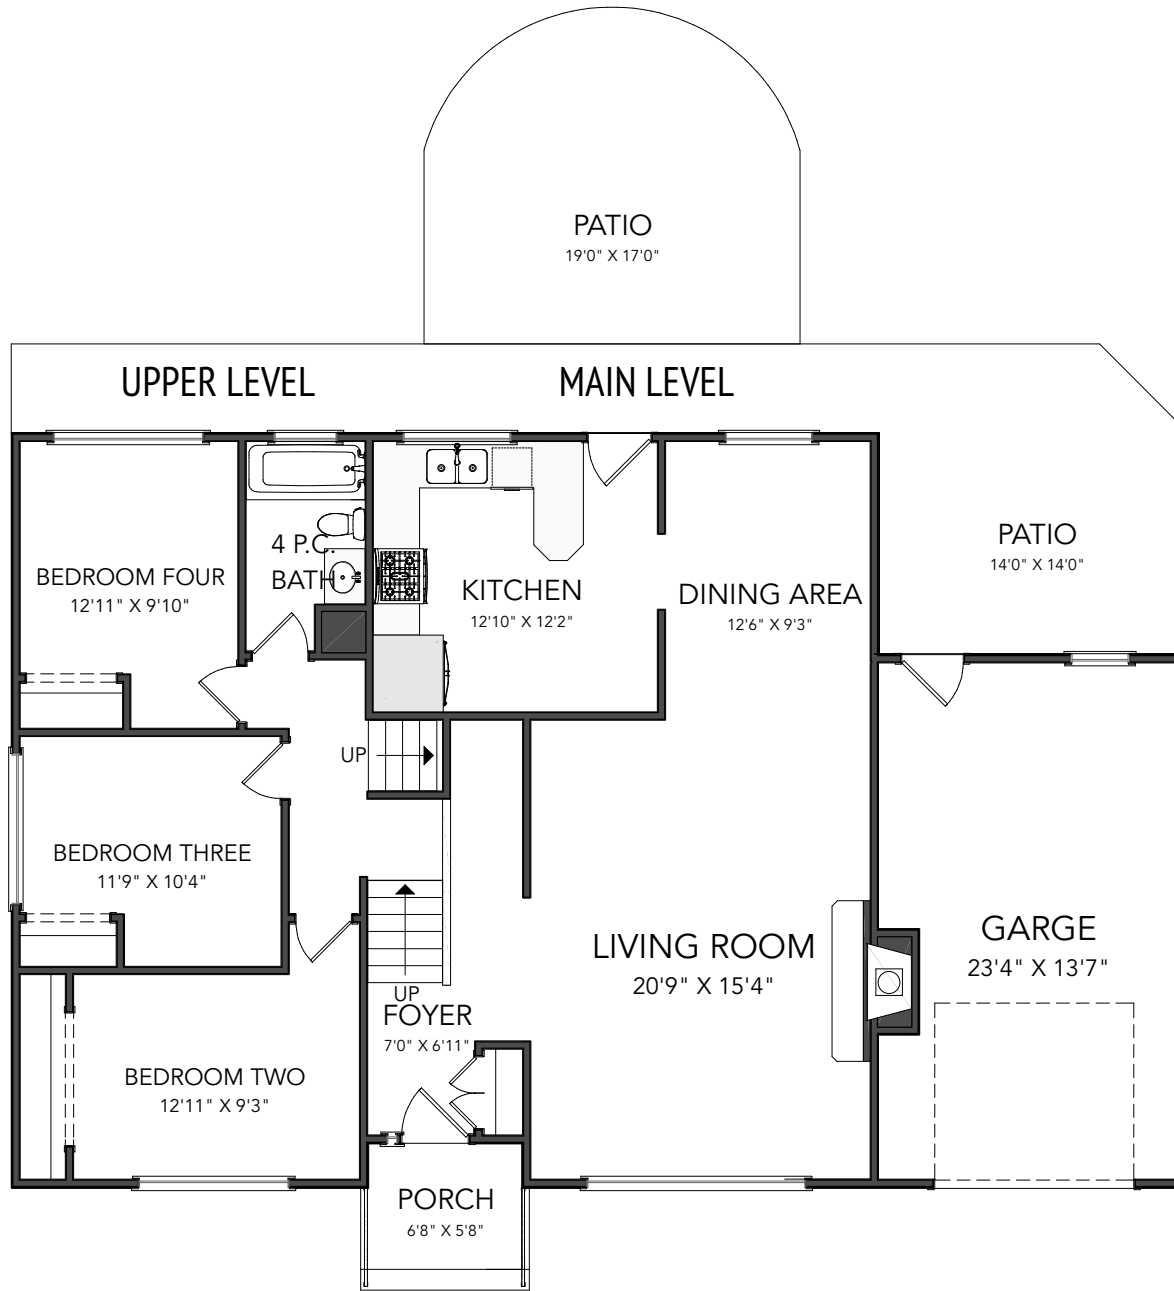 PATIO
19'0" X 17'0"
UPPER LEVEL
MAIN LEVEL
PATIO
14'0" X 14'0"
4 P.C
BATH
BEDROOM FOUR
12'11" X 9'10"
KITCHEN
12'10" X 12'2"
DINING AREA
12'6" X 9'3"
UP
BEDROOM THREE
11'9" X 10'4"
LIVING ROOM
20'9" X 15'4"
GARGE
23'4" X 13'7"
UP
FOYER
7'0" X 6'11"
BEDROOM TWO
12'11" X 9'3"
PORCH
6'8" X 5'8"